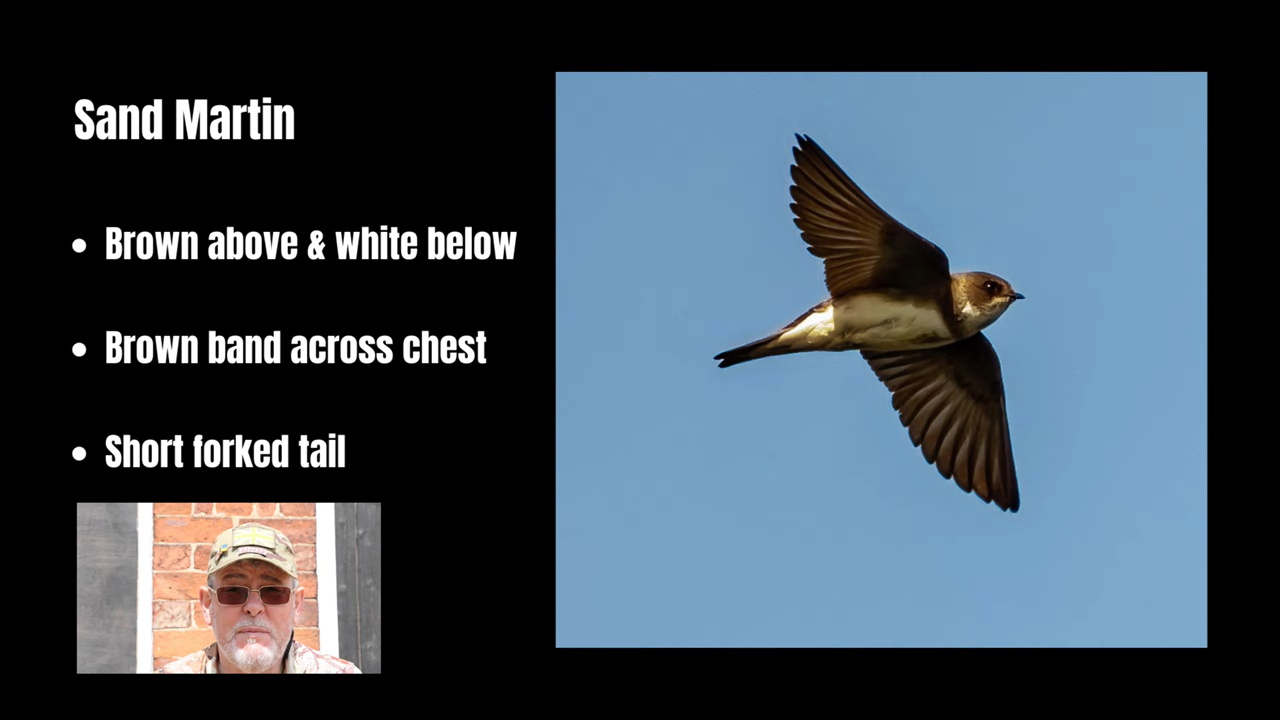 Sand Martin
• Brown above & white below
• Brown band across chest
• Short forked tail